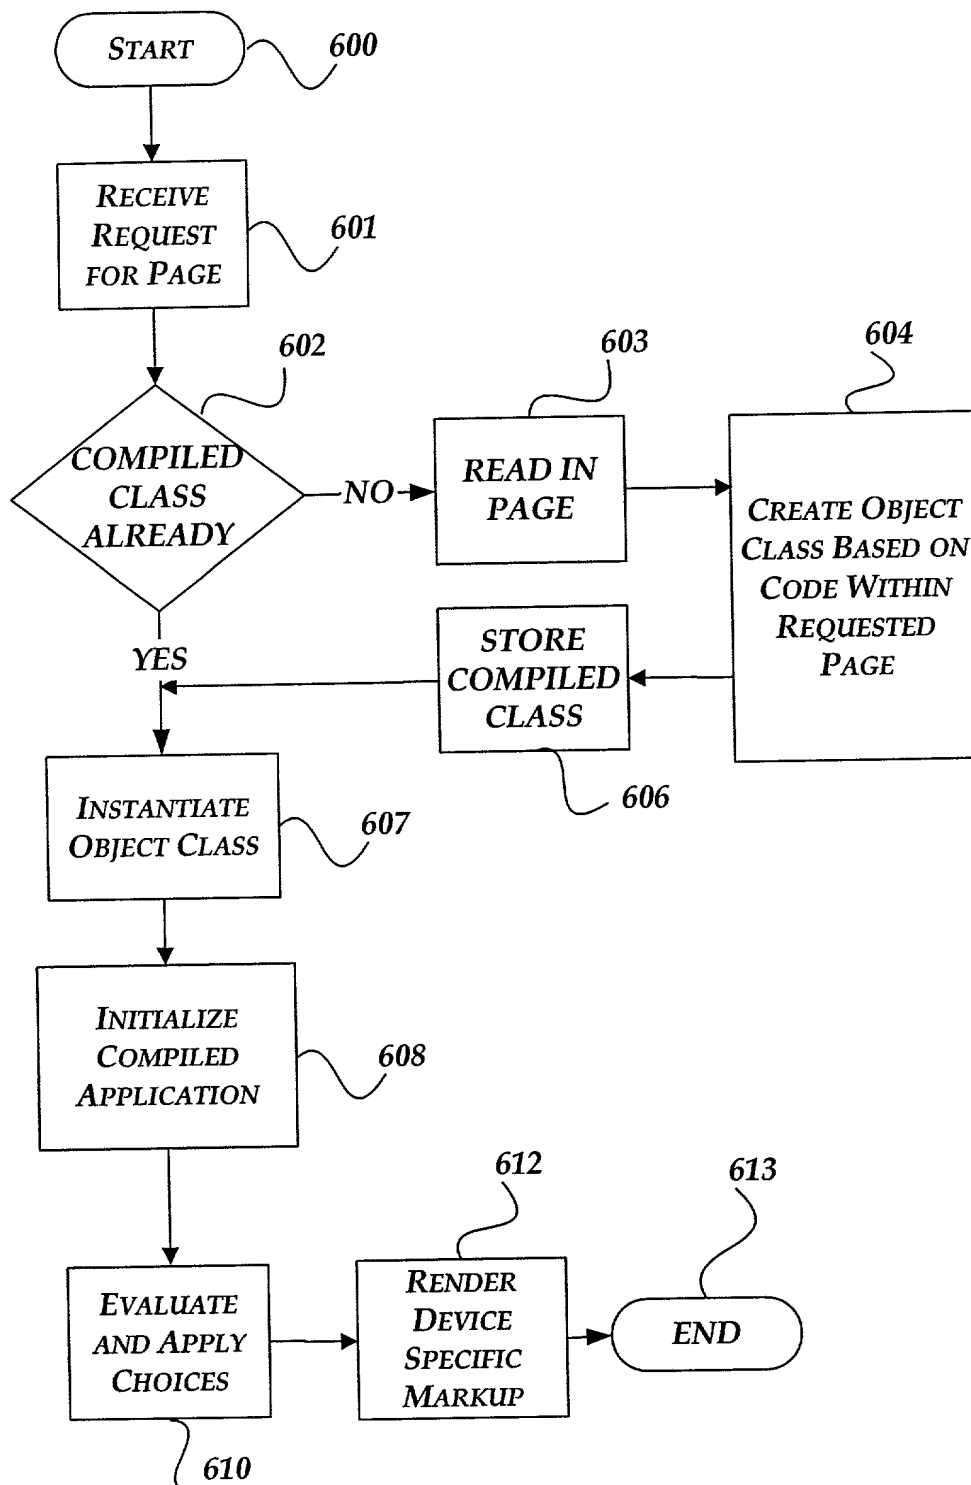 START
600
RECEIVE
REQUEST
FOR PAGE
601
602
COMPILED
CLASS
ALREADY
NO
603
READ IN
PAGE
604
CREATE OBJECT
CLASS BASED ON
CODE WITHIN
REQUESTED
PAGE
YES
STORE
COMPILED
CLASS
606
INSTANTIATE
OBJECT CLASS
607
INITIALIZE
COMPILED
APPLICATION
608
EVALUATE
AND APPLY
CHOICES
610
612
RENDER
DEVICE
SPECIFIC
MARKUP
613
END